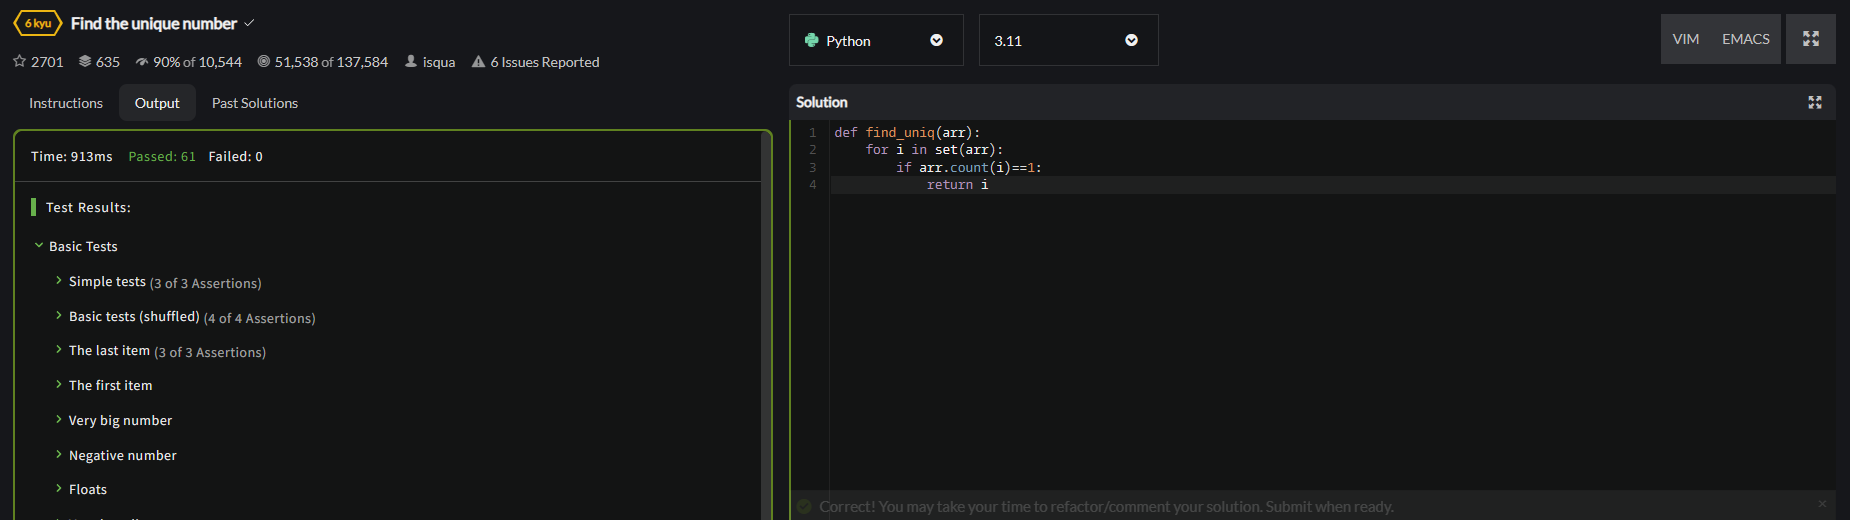 6 kyu Find the unique number
2701 635 90% of 10,544 51,538 of 137,584 isqua 6 Issues Reported
Instructions Output Past Solutions
Time: 913ms Passed: 61 Failed: 0
Test Results:
Basic Tests
Simple tests (3 of 3 Assertions)
Basic tests (shuffled) (4 of 4 Assertions)
The last item (3 of 3 Assertions)
The first item
Very big number
Negative number
Floats
Python 3.11 VIM EMACS
Solution
1 def find_uniq(arr):
2 for i in set(arr):
3 if arr.count(i)==1:
4 return i
Correct! You may take your time to refactor/comment your solution. Submit when ready.